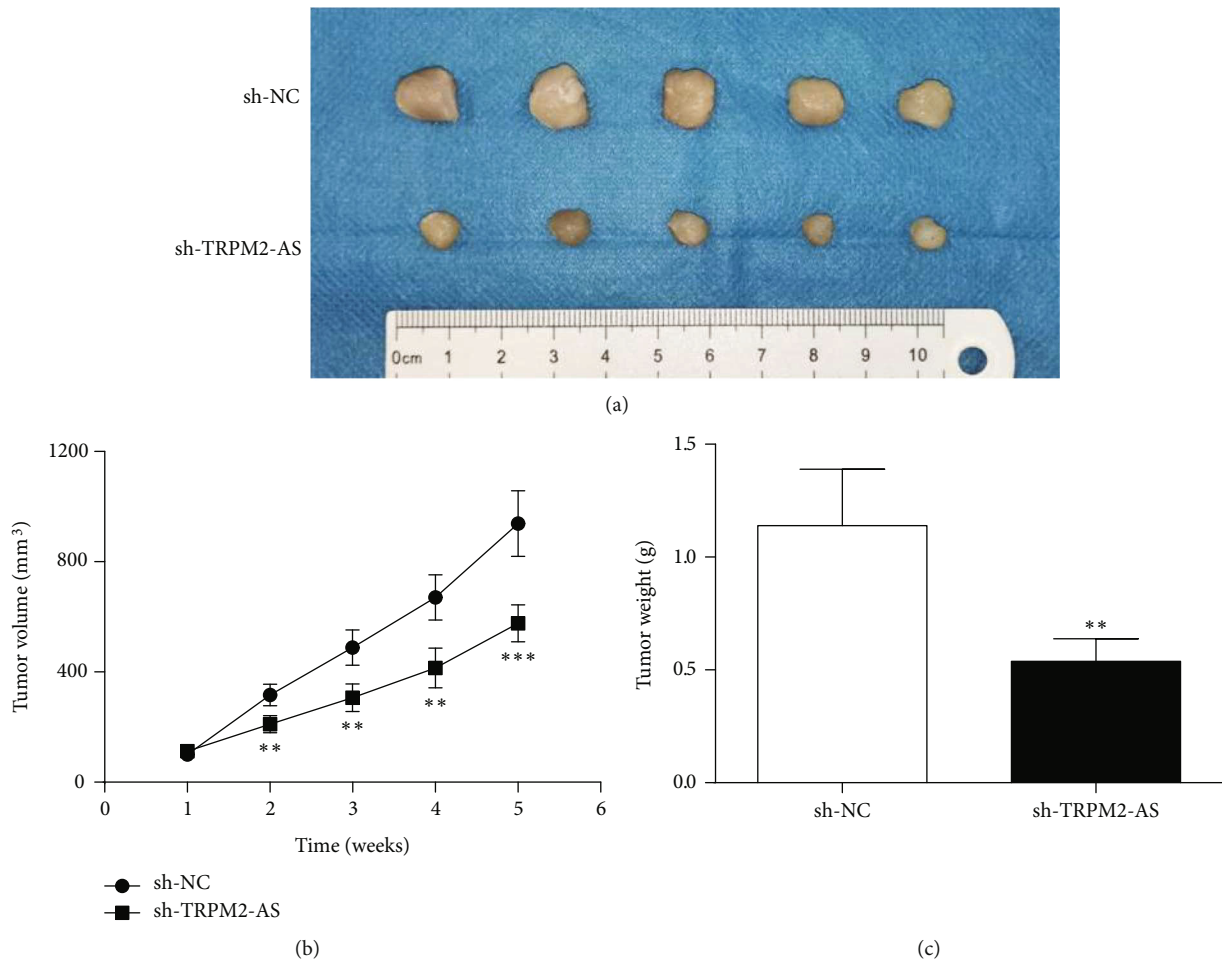 sh-NC
sh-TRPM2-AS
0cm 1 2 3 4 5 6 7 8 9 10
(a)
1200
800
400
0
Tumor volume (mm³)
**
**
**
***
0 1 2 3 4 5 6
Time (weeks)
sh-NC
sh-TRPM2-AS
(b)
1.5
1.0
0.5
0.0
Tumor weight (g)
**
sh-NC sh-TRPM2-AS
(c)